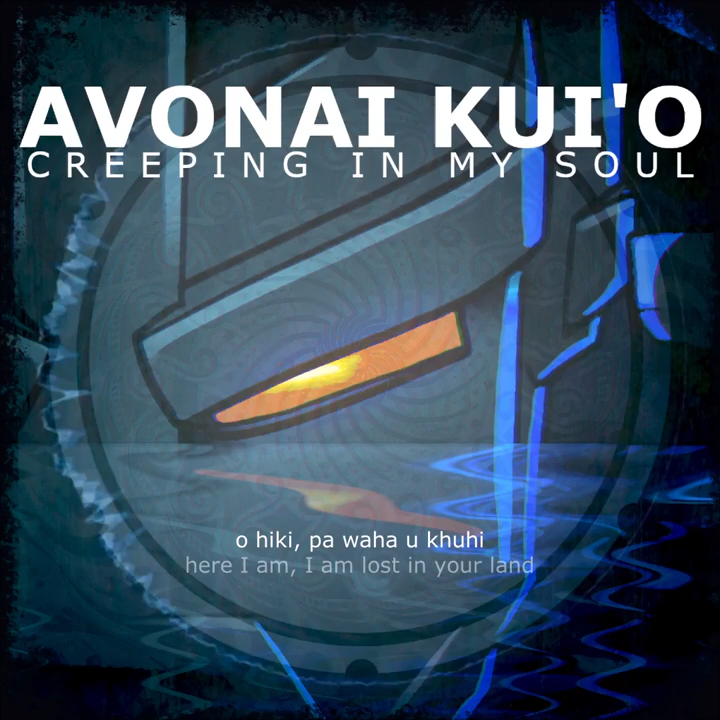 AVONAI KUI'O
CREEPING IN MY SOUL
o hiki, pa waha u khuhi
here I am, I am lost in your land